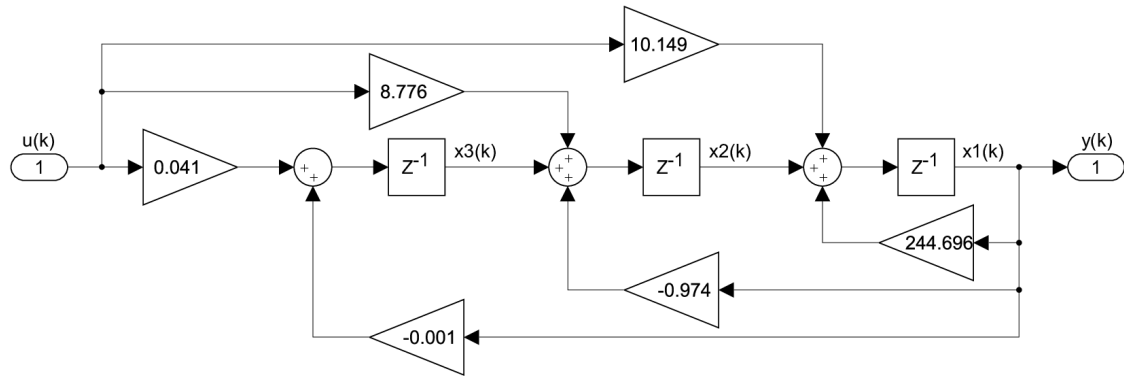 10.149
8.776
u(k)
1
0.041
+
+
z-1
x3(k)
+
+
+
z-1
x2(k)
+
+
+
z-1
x1(k)
y(k)
1
244.696
-0.974
-0.001